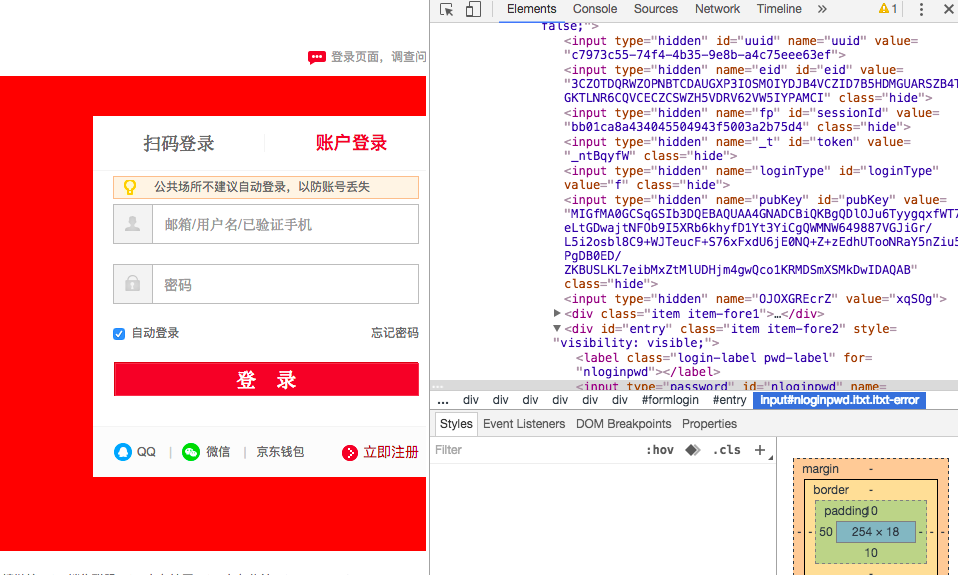 登录页面，调查问
扫码登录
账户登录
公共场所不建议自动登录，以防账号丢失
邮箱/用户名/已验证手机
密码
自动登录
忘记密码
登 录
QQ | 微信 | 京东钱包
立即注册
Elements Console Sources Network Timeline » 1
false;">
<input type="hidden" id="uuid" name="uuid" value=
"c7973c55-74f4-4b35-9e8b-a4c75eee63ef">
<input type="hidden" name="eid" id="eid" value=
"3CZOTDQRWZOPNBTCDAUGXP3IOSMOIYDJB4VCZID7B5HDMGUARSZB4T
GKTLNR6CQVCECZCSWZH5VDRV62VW5IYPAMCI" class="hide">
<input type="hidden" name="fp" id="sessionId" value=
"bb01ca8a434045504943f5003a2b75d4" class="hide">
<input type="hidden" name="_t" id="token" value=
"_ntBqyfW" class="hide">
<input type="hidden" name="loginType" id="loginType"
value="f" class="hide">
<input type="hidden" name="pubKey" id="pubKey" value=
"MIGfMA0GCSqGSIb3DQEBAQUAA4GNADCBiQKBgQDlOJu6TyygqxfWT7
eLtGDwajtNFOb9I5XRb6khyfD1Yt3YiCgQWMNW649887VGJiGr/
L5i2osbl8C9+WJTeucF+S76xFxdU6jE0NQ+Z+zEdhUTooNRaY5nZiu5
PgDB0ED/
ZKBUSLKL7eibMxZtMlUDHjm4gwQco1KRMDSmXSMkDwIDAQAB"
class="hide">
<input type="hidden" name="OJOXGREcrZ" value="xqSOg">
<div class="item item-fore1">…</div>
<div id="entry" class="item item-fore2" style=
"visibility: visible;">
<label class="login-label pwd-label" for=
"nloginpwd"></label>
<input type="password" id="nloginpwd" name=
... div div div div div div #formlogin #entry input#nloginpwd.itxt.itxt-error
Styles Event Listeners DOM Breakpoints Properties
Filter :hov .cls +
margin -
border -
padding10
- - 50 254 × 18 - - -
10